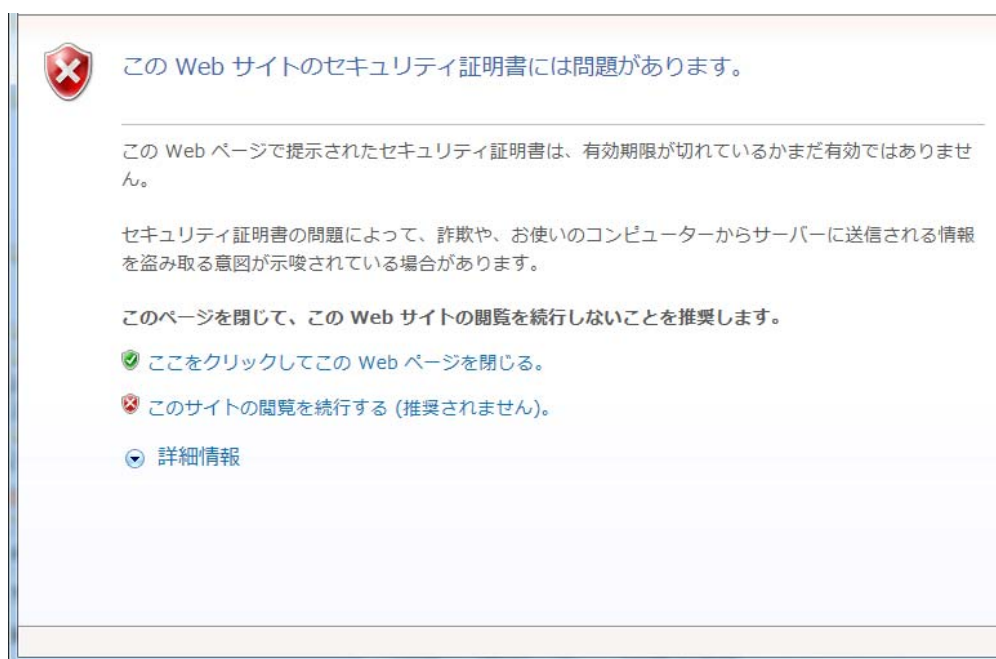 この Web サイトのセキュリティ証明書には問題があります。
この Web ページで提示されたセキュリティ証明書は、有効期限が切れているかまだ有効ではありませ
ん。
セキュリティ証明書の問題によって、詐欺や、お使いのコンピューターからサーバーに送信される情報
を盗み取る意図が示唆されている場合があります。
このページを閉じて、この Web サイトの閲覧を続行しないことを推奨します。
ここをクリックしてこの Web ページを閉じる。
このサイトの閲覧を続行する (推奨されません)。
詳細情報